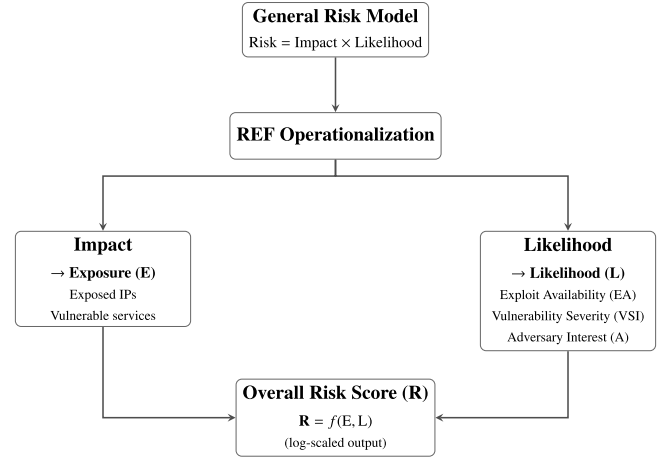 General Risk Model
Risk = Impact × Likelihood
REF Operationalization
Impact
→ Exposure (E)
Exposed IPs
Vulnerable services
Likelihood
→ Likelihood (L)
Exploit Availability (EA)
Vulnerability Severity (VSI)
Adversary Interest (A)
Overall Risk Score (R)
R = f(E, L)
(log-scaled output)